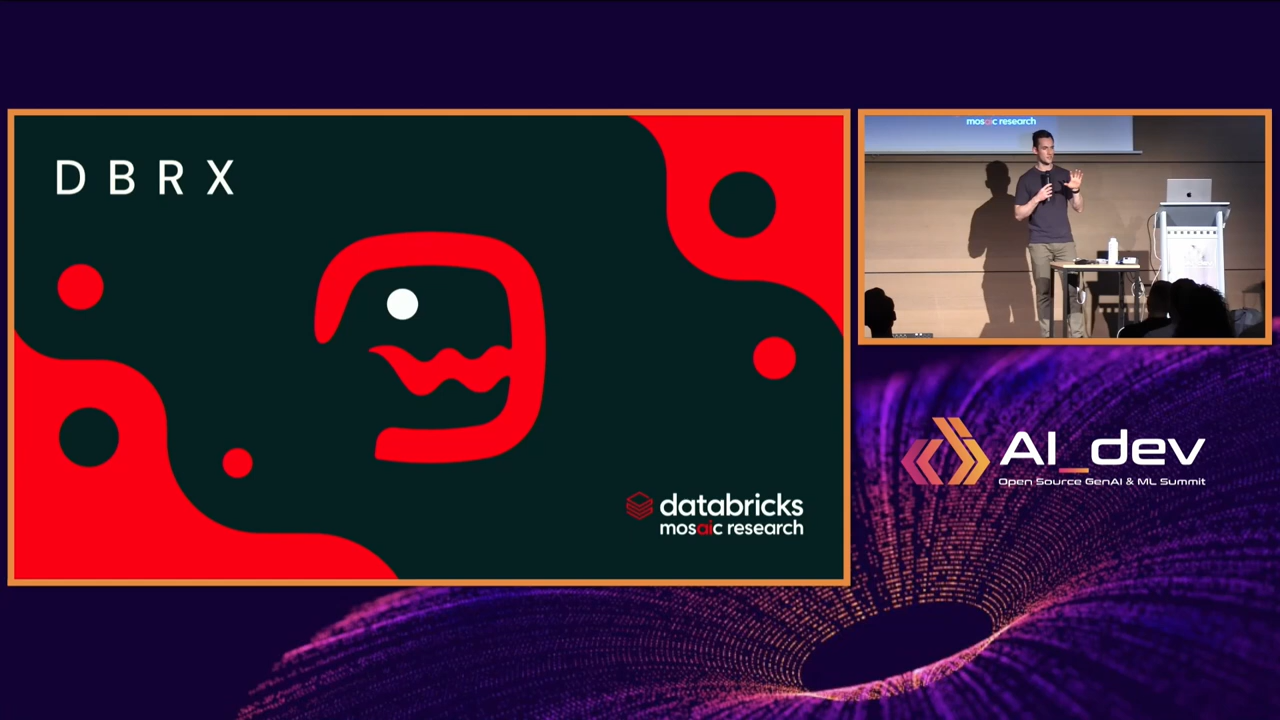 DBRX
databricks
mosaic research
mosaic research
AI_dev
Open Source GenAI & ML Summit